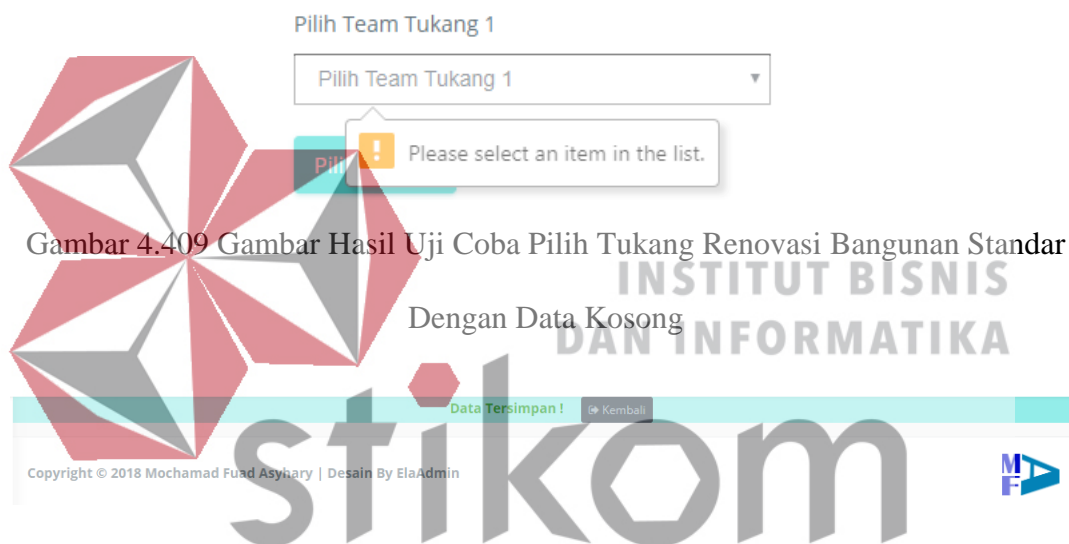 Pilih Team Tukang 1
Pilih Team Tukang 1
Please select an item in the list.
Pili
Gambar 4.409 Gambar Hasil Uji Coba Pilih Tukang Renovasi Bangunan Standar
INSTITUT BISNIS
Dengan Data Kosong
DAN INFORMATIKA
Data Tersimpan !
Kembali
stikom
Copyright © 2018 Mochamad Fuad Asyhary | Desain By ElaAdmin
M
F